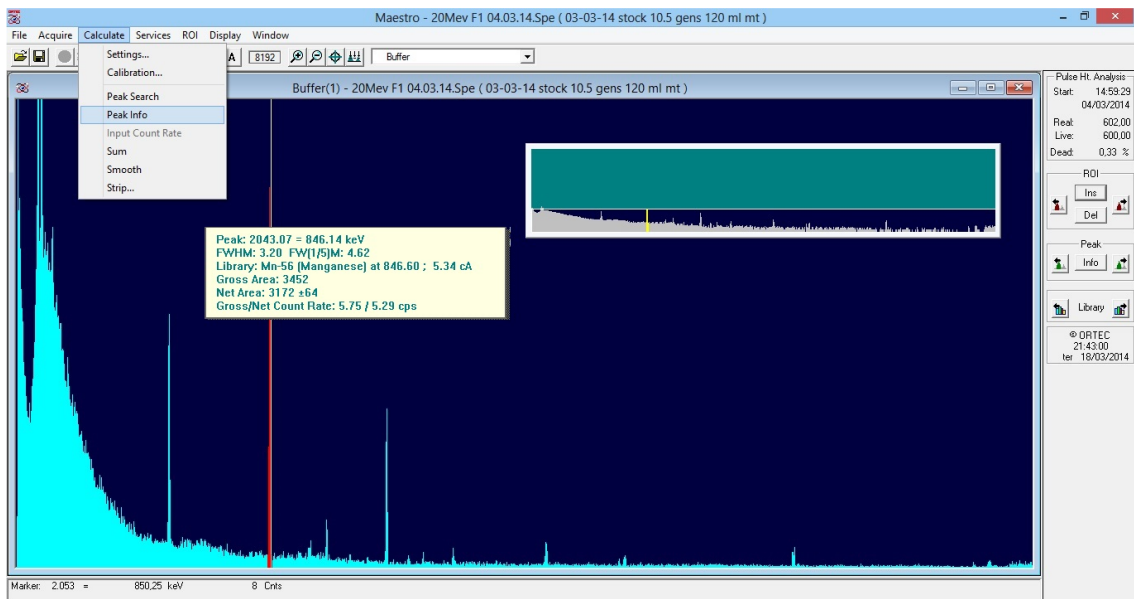 Maestro - 20Mev F1 04.03.14.Spe ( 03-03-14 stock 10.5 gens 120 ml mt )
File Acquire Calculate Services ROI Display Window
A 8192 Buffer
Settings...
Calibration...
Peak Search
Peak Info
Input Count Rate
Sum
Smooth
Strip...
Buffer(1) - 20Mev F1 04.03.14.Spe ( 03-03-14 stock 10.5 gens 120 ml mt )
Peak: 2043.07 = 846.14 keV
FWHM: 3.20 FW(1/5)M: 4.62
Library: Mn-56 (Manganese) at 846.60 ; 5.34 cA
Gross Area: 3452
Net Area: 3172 ±64
Gross/Net Count Rate: 5.75 / 5.29 cps
Pulse Ht. Analysis
Start: 14:59:29
04/03/2014
Real: 602,00
Live: 600,00
Dead: 0,33 %
ROI
Ins
Del
Peak
Info
Library
© ORTEC
21:43:00
ter 18/03/2014
Marker: 2.053 = 850,25 keV 8 Cnts